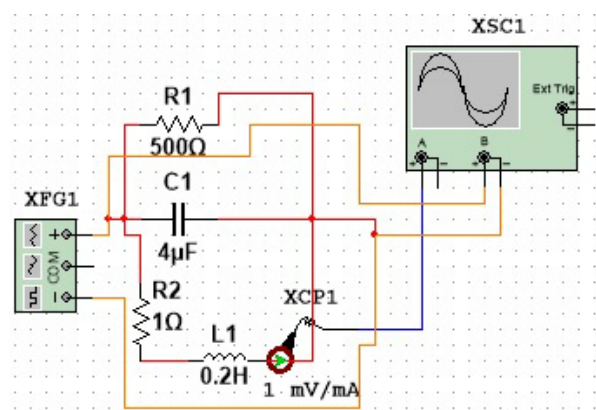 XSC1
Ext Trig
+
−
A
B
+ −
+ −
R1
500Ω
C1
4µF
XFG1
+
COM
−
R2
1Ω
L1
0.2H
XCP1
1 mV/mA